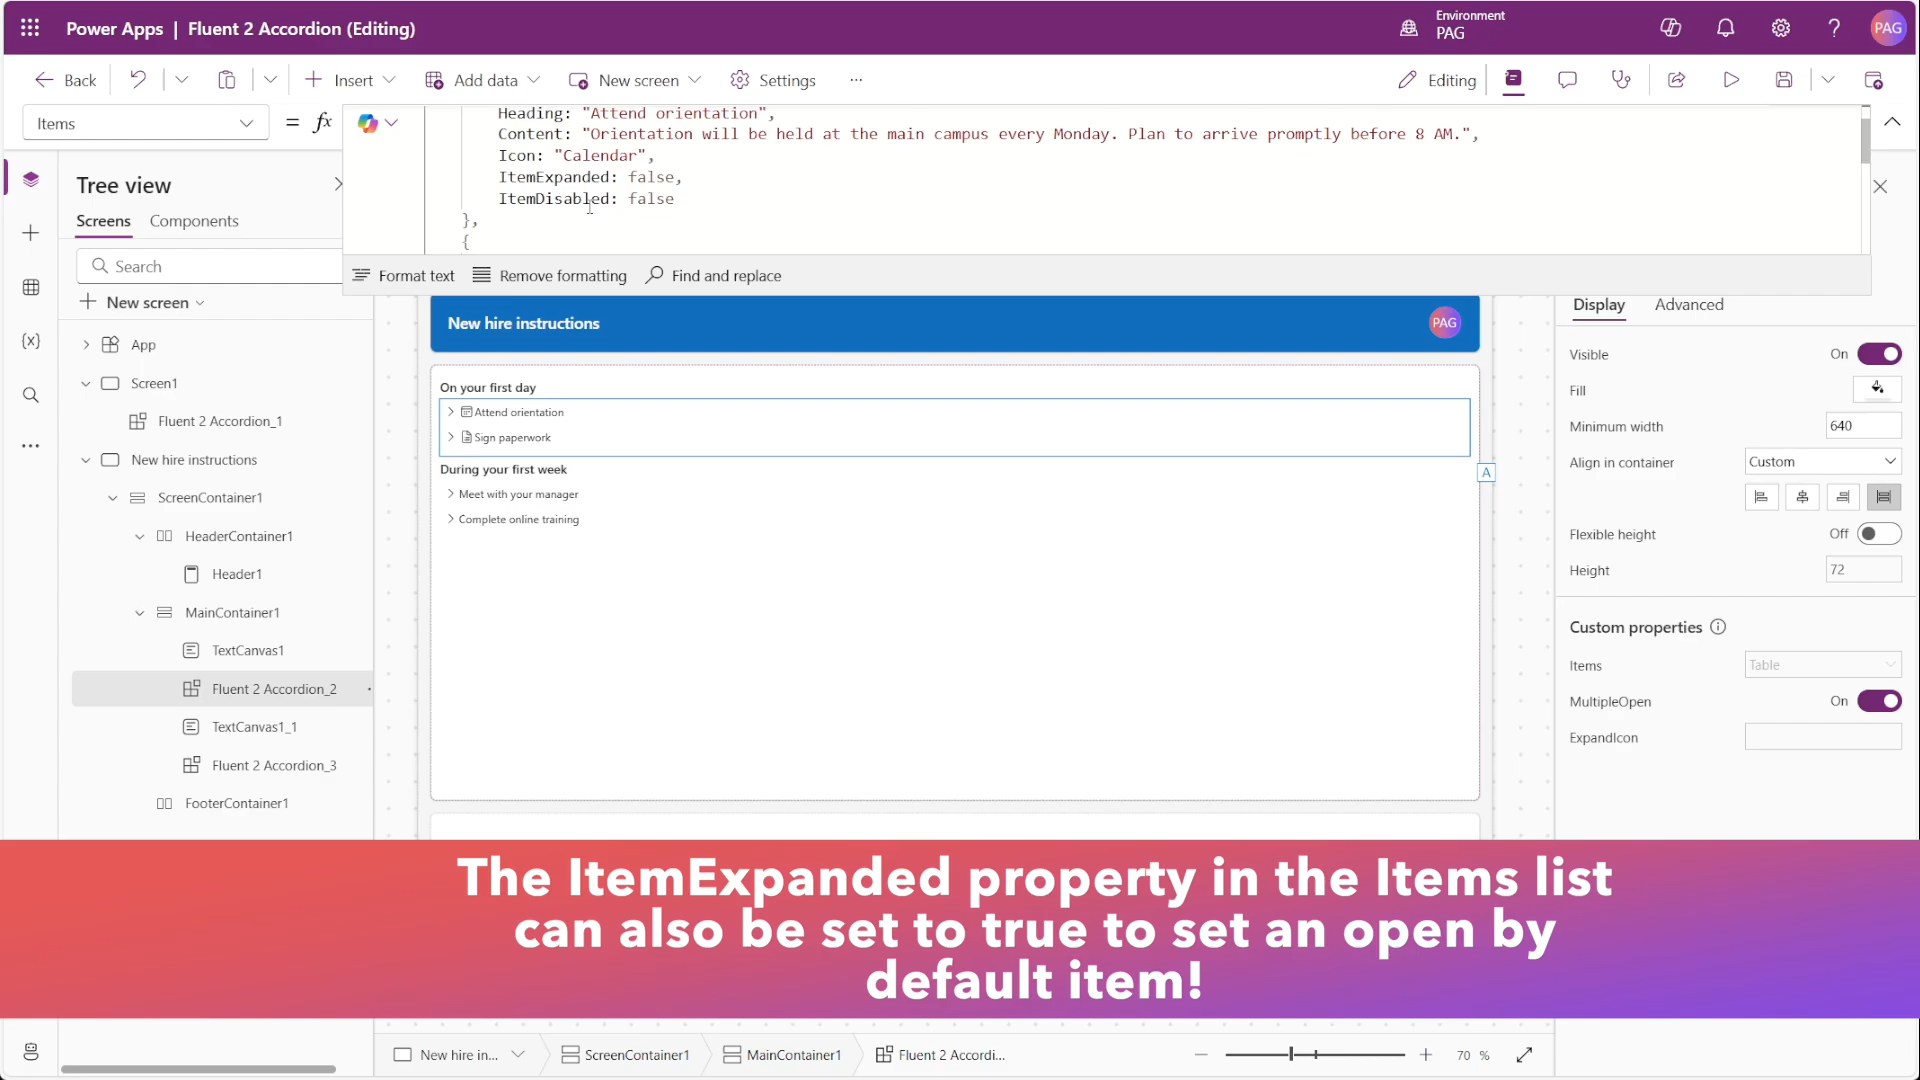 Power Apps | Fluent 2 Accordion (Editing)
Environment
PAG
PAG
Back
Insert
Add data
New screen
Settings
Editing
Items
= fx
Heading: "Attend orientation",
Content: "Orientation will be held at the main campus every Monday. Plan to arrive promptly before 8 AM.",
Icon: "Calendar",
ItemExpanded: false,
ItemDisabled: false
},
{
Format text
Remove formatting
Find and replace
Tree view
Screens
Components
Search
New screen
App
Screen1
Fluent 2 Accordion_1
New hire instructions
ScreenContainer1
HeaderContainer1
Header1
MainContainer1
TextCanvas1
Fluent 2 Accordion_2
TextCanvas1_1
Fluent 2 Accordion_3
FooterContainer1
New hire instructions
PAG
On your first day
Attend orientation
Sign paperwork
During your first week
Meet with your manager
Complete online training
A
Display
Advanced
Visible
On
Fill
Minimum width
640
Align in container
Custom
Flexible height
Off
Height
72
Custom properties
Items
Table
MultipleOpen
On
ExpandIcon
The ItemExpanded property in the Items list
can also be set to true to set an open by
default item!
New hire in...
ScreenContainer1
MainContainer1
Fluent 2 Accordi...
70 %